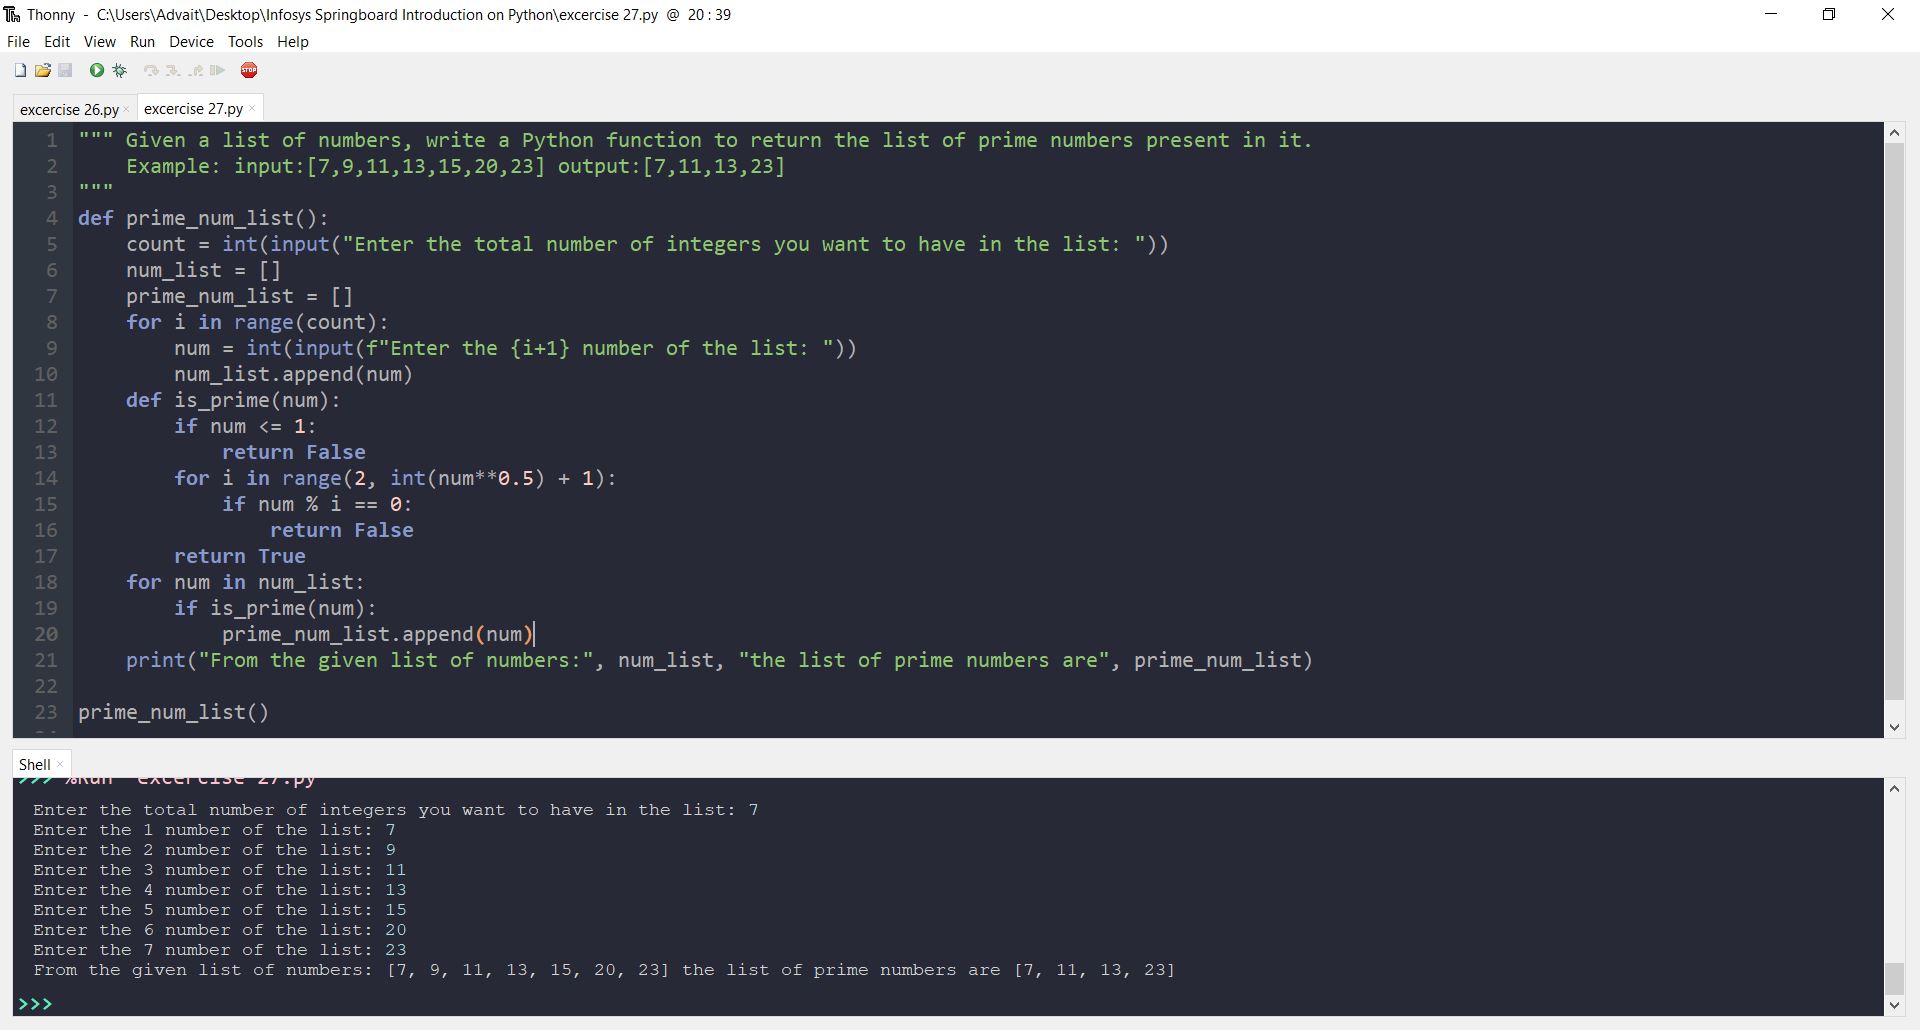 Thonny - C:\Users\Advait\Desktop\Infosys Springboard Introduction on Python\excercise 27.py @ 20 : 39
File Edit View Run Device Tools Help
STOP
excercise 26.py × excercise 27.py ×
1 """ Given a list of numbers, write a Python function to return the list of prime numbers present in it.
2     Example: input:[7,9,11,13,15,20,23] output:[7,11,13,23]
3 """
4 def prime_num_list():
5     count = int(input("Enter the total number of integers you want to have in the list: "))
6     num_list = []
7     prime_num_list = []
8     for i in range(count):
9         num = int(input(f"Enter the {i+1} number of the list: "))
10         num_list.append(num)
11     def is_prime(num):
12         if num <= 1:
13             return False
14         for i in range(2, int(num**0.5) + 1):
15             if num % i == 0:
16                 return False
17         return True
18     for num in num_list:
19         if is_prime(num):
20             prime_num_list.append(num)
21     print("From the given list of numbers:", num_list, "the list of prime numbers are", prime_num_list)
22
23 prime_num_list()
Shell ×
>>> %Run 'excercise 27.py'
Enter the total number of integers you want to have in the list: 7
Enter the 1 number of the list: 7
Enter the 2 number of the list: 9
Enter the 3 number of the list: 11
Enter the 4 number of the list: 13
Enter the 5 number of the list: 15
Enter the 6 number of the list: 20
Enter the 7 number of the list: 23
From the given list of numbers: [7, 9, 11, 13, 15, 20, 23] the list of prime numbers are [7, 11, 13, 23]
>>>